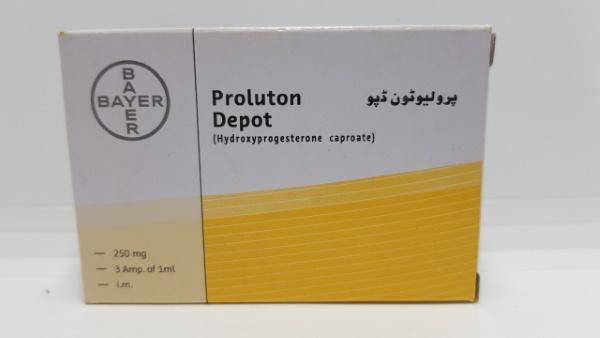 BAYER
BAYER
Proluton
Depot
(Hydroxyprogesterone caproate)
پرولیوٹون ڈپو
— 250 mg
— 3 Amp. of 1ml
— i.m.